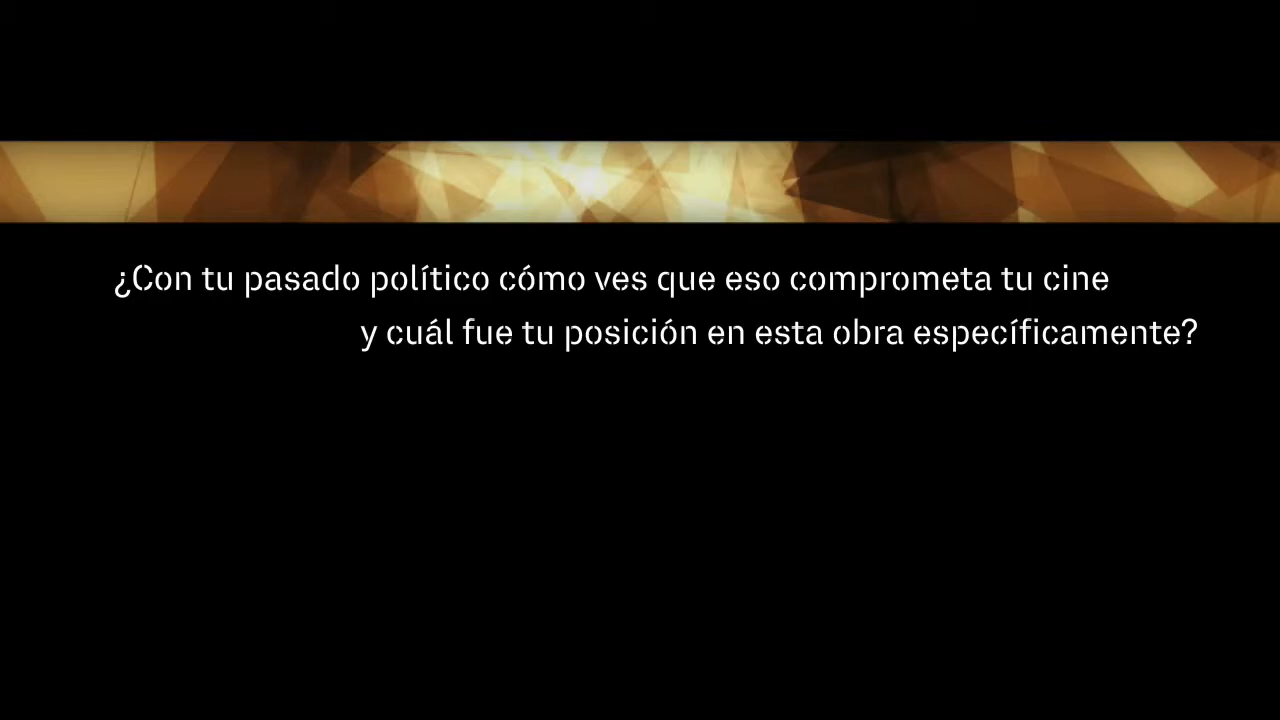 ¿Con tu pasado político cómo ves que eso comprometa tu cine
y cuál fue tu posición en esta obra específicamente?